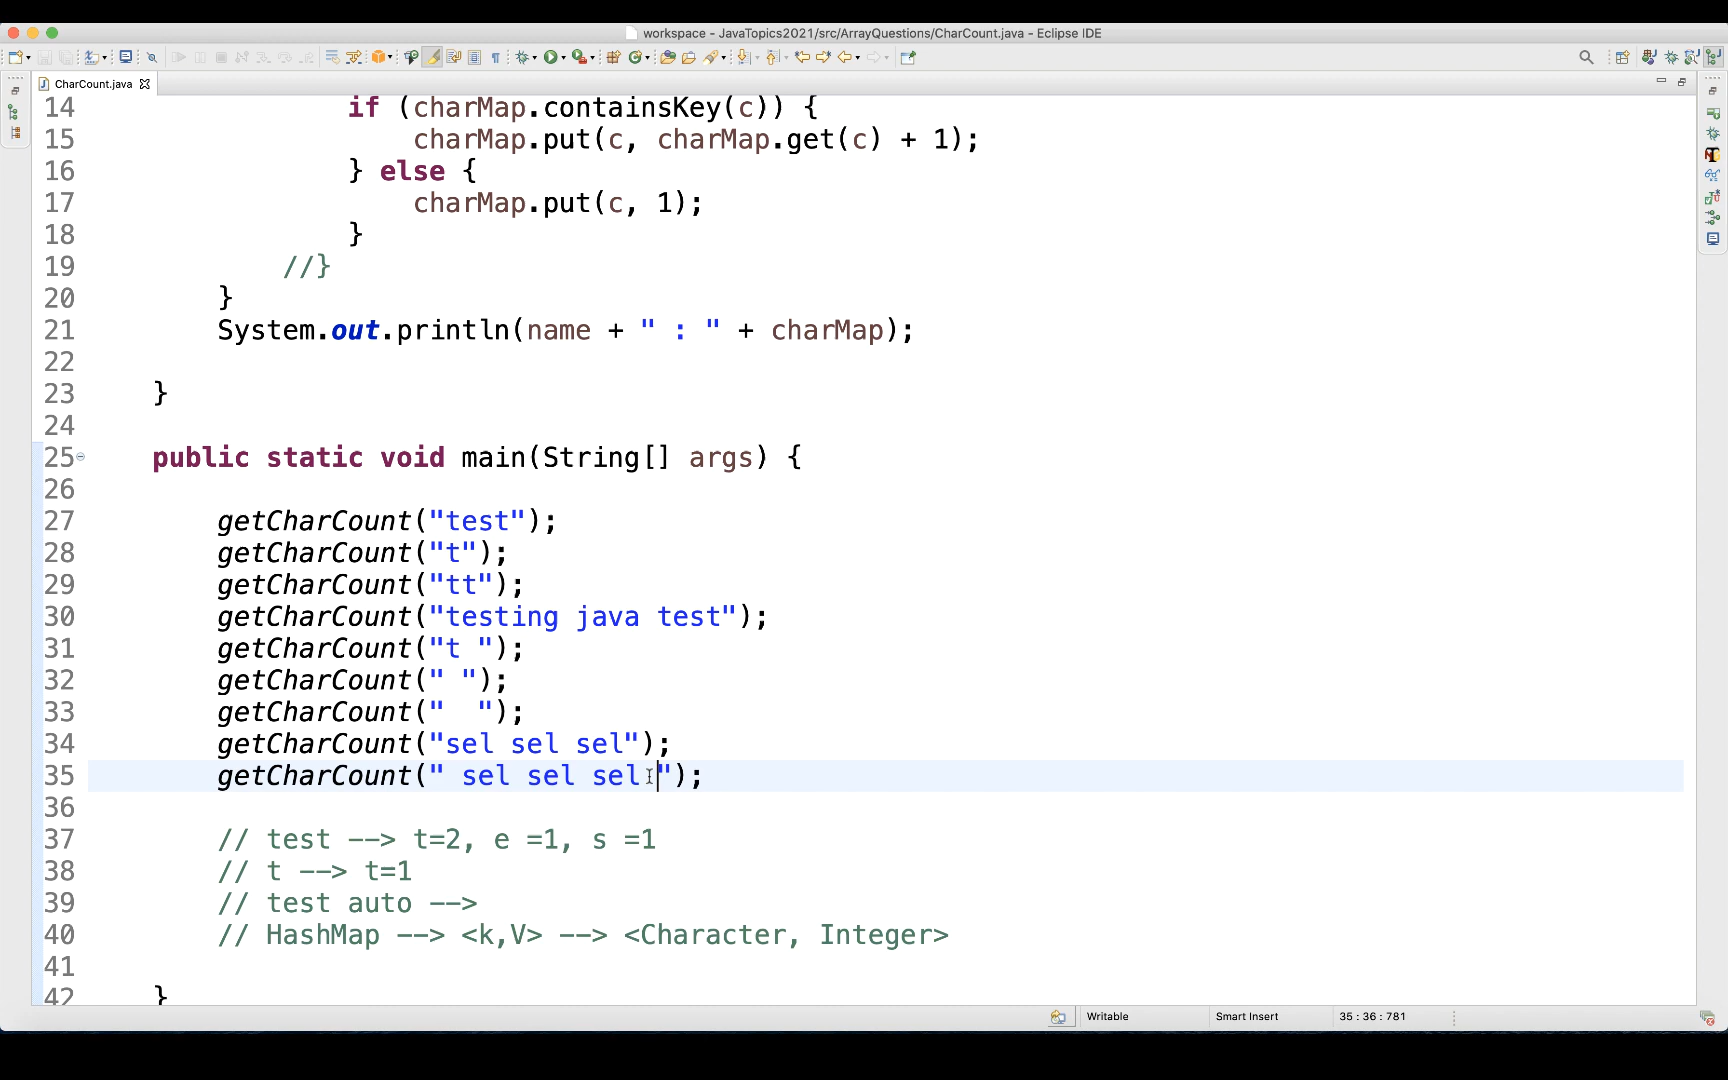 workspace - JavaTopics2021/src/ArrayQuestions/CharCount.java - Eclipse IDE
CharCount.java
14 if (charMap.containsKey(c)) {
15 charMap.put(c, charMap.get(c) + 1);
16 } else {
17 charMap.put(c, 1);
18 }
19 //}
20 }
21 System.out.println(name + " : " + charMap);
22
23 }
24
25 public static void main(String[] args) {
26
27 getCharCount("test");
28 getCharCount("t");
29 getCharCount("tt");
30 getCharCount("testing java test");
31 getCharCount("t ");
32 getCharCount(" ");
33 getCharCount("  ");
34 getCharCount("sel sel sel");
35 getCharCount(" sel sel sel ");
36
37 // test --> t=2, e =1, s =1
38 // t --> t=1
39 // test auto -->
40 // HashMap --> <k,V> --> <Character, Integer>
41
42 }
Writable
Smart Insert
35 : 36 : 781